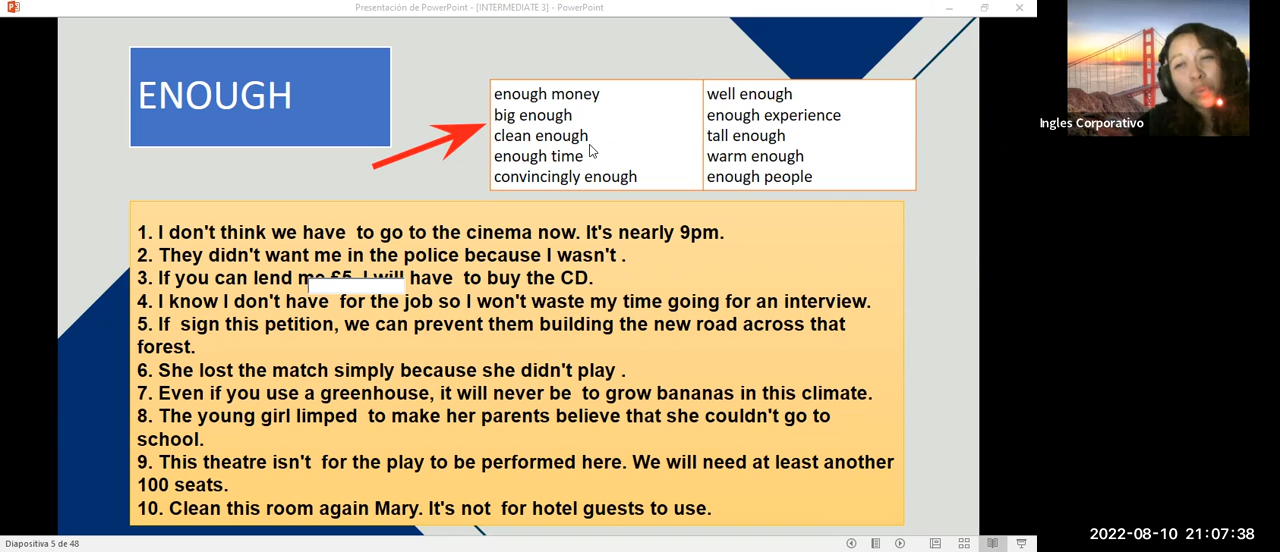 Presentación de PowerPoint - [INTERMEDIATE 3] - PowerPoint
ENOUGH
enough money
big enough
clean enough
enough time
convincingly enough
well enough
enough experience
tall enough
warm enough
enough people
Ingles Corporativo
1. I don't think we have to go to the cinema now. It's nearly 9pm.
2. They didn't want me in the police because I wasn't .
3. If you can lend me £5, I will have to buy the CD.
4. I know I don't have for the job so I won't waste my time going for an interview.
5. If sign this petition, we can prevent them building the new road across that
forest.
6. She lost the match simply because she didn't play .
7. Even if you use a greenhouse, it will never be to grow bananas in this climate.
8. The young girl limped to make her parents believe that she couldn't go to
school.
9. This theatre isn't for the play to be performed here. We will need at least another
100 seats.
10. Clean this room again Mary. It's not for hotel guests to use.
Diapositiva 5 de 48
2022-08-10 21:07:38